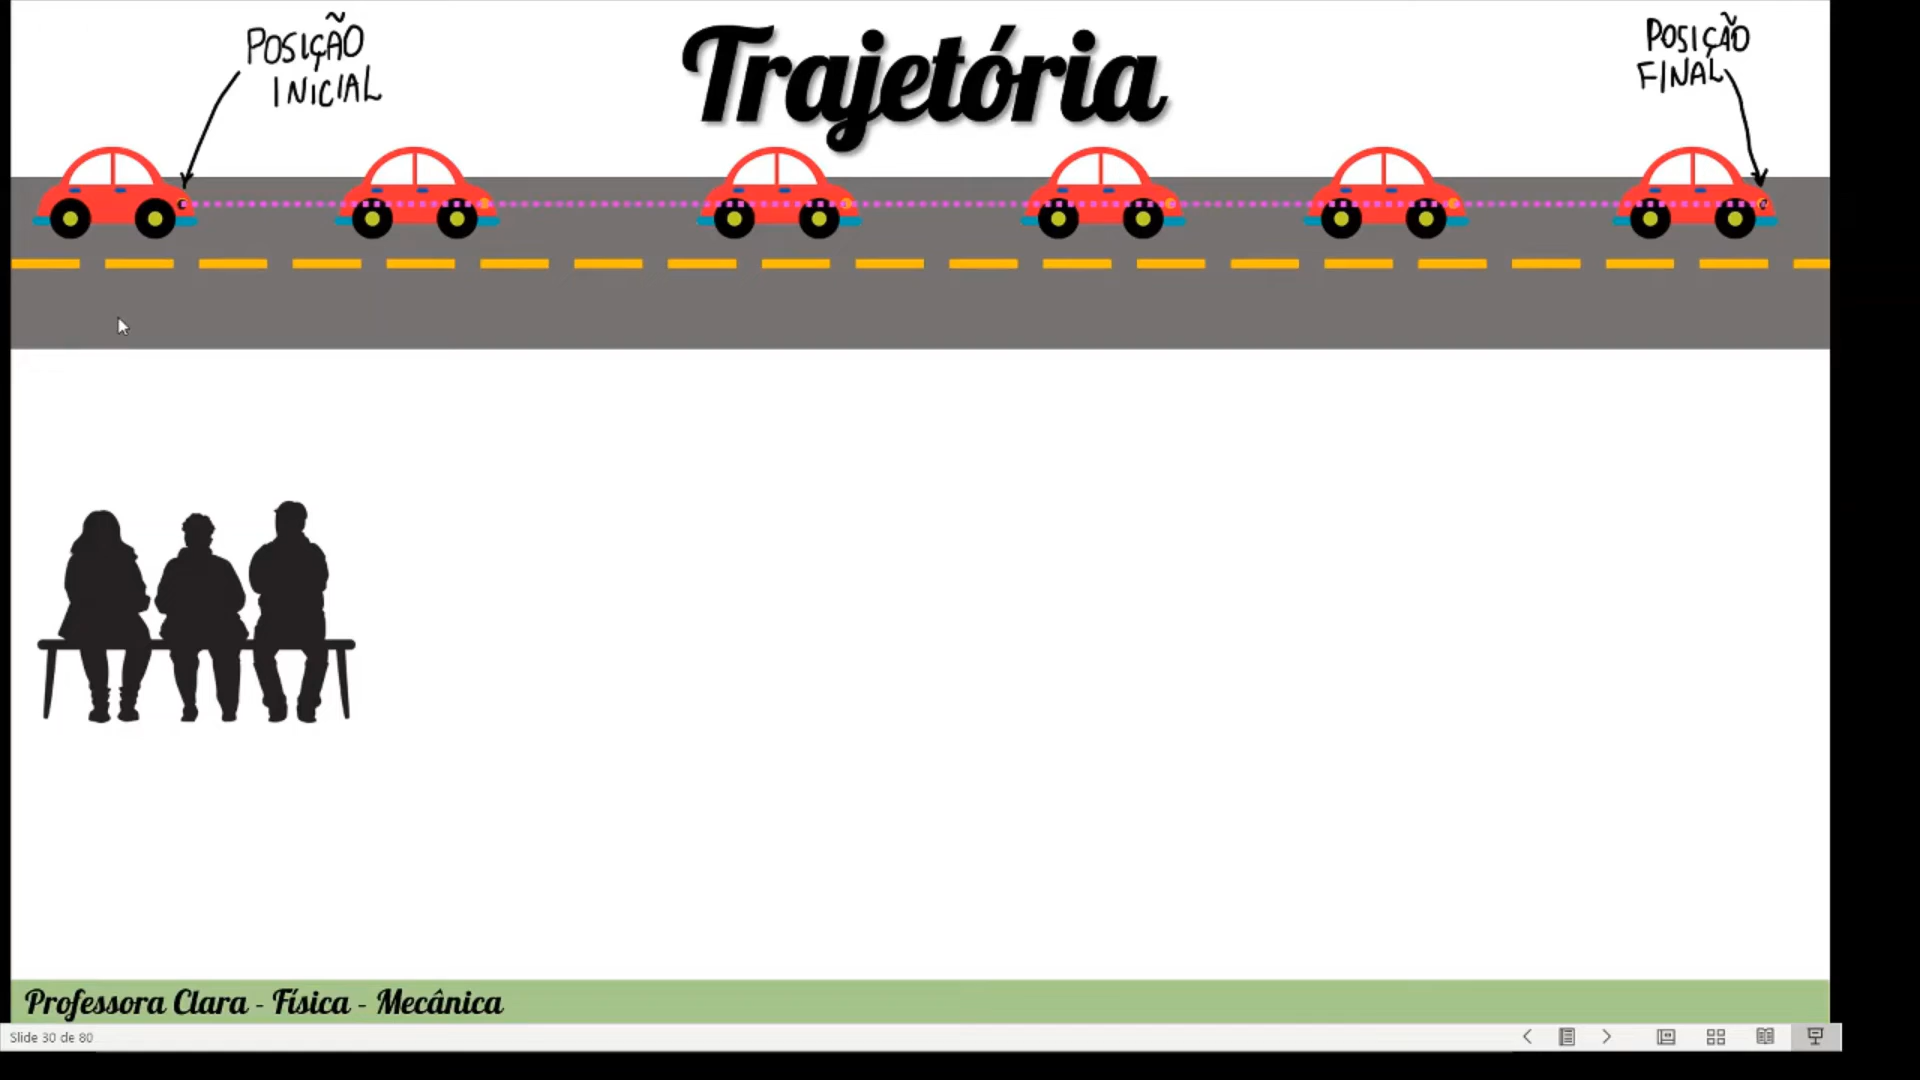 POSIÇÃO
INICIAL
Trajetória
POSIÇÃO
FINAL
Professora Clara - Física - Mecânica
Slide 30 de 80